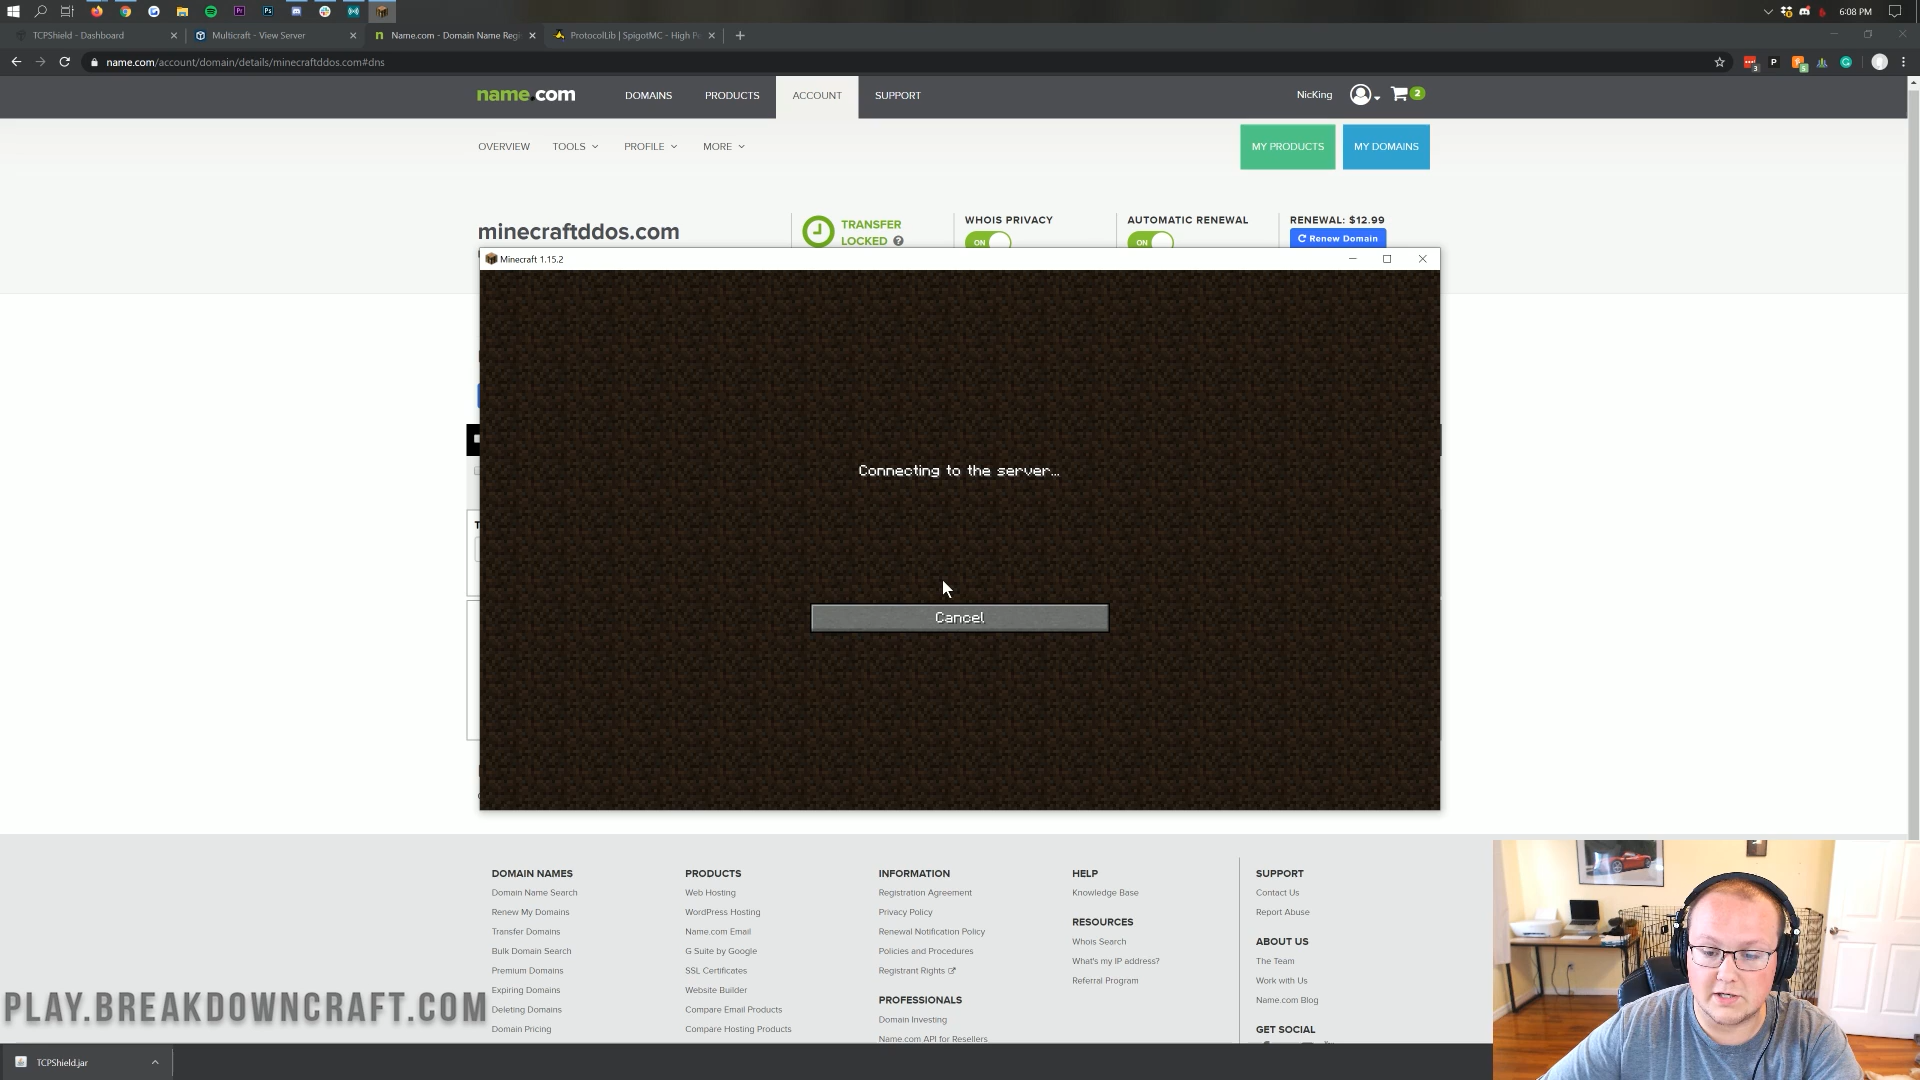 6:08 PM
TCPShield - Dashboard
Multicraft - View Server
Name.com - Domain Name Regi
ProtocolLib | SpigotMC - High P
name.com/account/domain/details/minecraftddos.com#dns
name.com
DOMAINS
PRODUCTS
ACCOUNT
SUPPORT
NicKing
2
OVERVIEW
TOOLS
PROFILE
MORE
MY PRODUCTS
MY DOMAINS
minecraftddos.com
TRANSFER
LOCKED
WHOIS PRIVACY
ON
AUTOMATIC RENEWAL
ON
RENEWAL: $12.99
Renew Domain
Minecraft 1.15.2
Connecting to the server...
Cancel
DOMAIN NAMES
Domain Name Search
Renew My Domains
Transfer Domains
Bulk Domain Search
Premium Domains
Expiring Domains
Deleting Domains
Domain Pricing
PRODUCTS
Web Hosting
WordPress Hosting
Name.com Email
G Suite by Google
SSL Certificates
Website Builder
Compare Email Products
Compare Hosting Products
INFORMATION
Registration Agreement
Privacy Policy
Renewal Notification Policy
Policies and Procedures
Registrant Rights
PROFESSIONALS
Domain Investing
Name.com API for Resellers
HELP
Knowledge Base
RESOURCES
Whois Search
What's my IP address?
Referral Program
SUPPORT
Contact Us
Report Abuse
ABOUT US
The Team
Work with Us
Name.com Blog
GET SOCIAL
PLAY.BREAKDOWNCRAFT.COM
TCPShield.jar